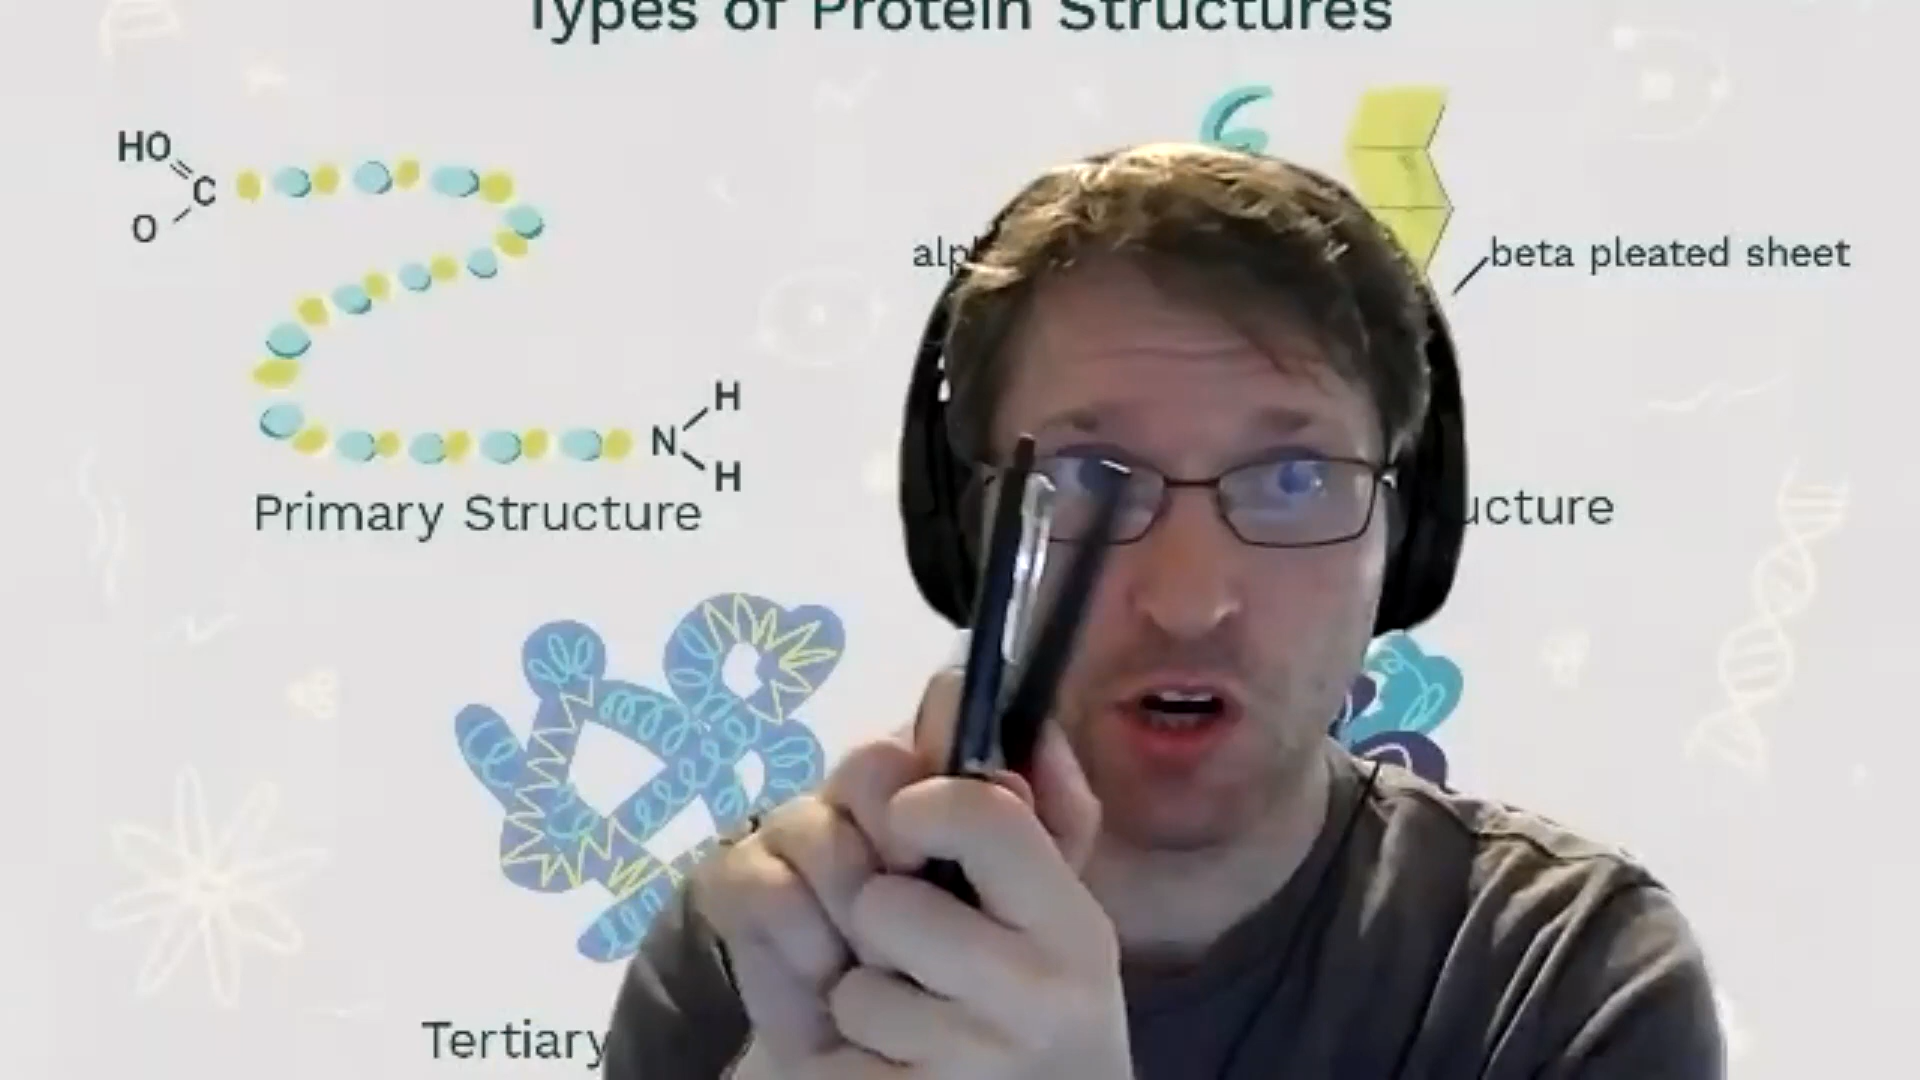 Types of Protein Structures
HO
C
O
N
H
H
Primary Structure
beta pleated sheet
Tertiary